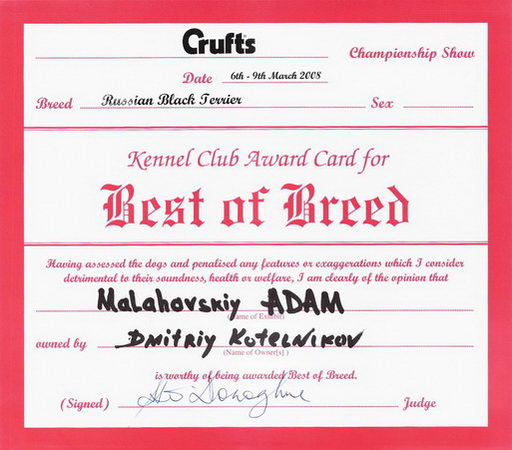 Crufts
Championship Show
Date 6th - 9th March 2008
Breed Russian Black Terrier Sex
Kennel Club Award Card for
Best of Breed
Having assessed the dogs and penalised any features or exaggerations which I consider
detrimental to their soundness, health or welfare, I am clearly of the opinion that
Malahovskiy ADAM
(Name of Exhibit)
owned by Dmitriy Kotelnikov
(Name of Owner[s] )
is worthy of being awarded Best of Breed.
(Signed) Judge